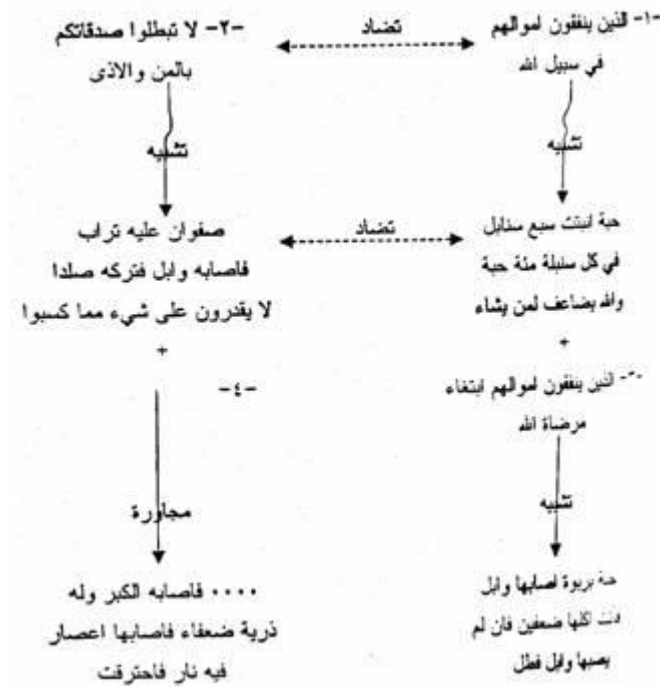 -١- الذين ينفقون اموالهم
في سبيل الله
تضاد
-٢- لا تبطلوا صدقاتكم
بالمن والاذى
تشبيه
تشبيه
حبة انبتت سبع سنابل
في كل سنبلة مئة حبة
والله يضاعف لمن يشاء
تضاد
صفوان عليه تراب
فاصابه وابل فتركه صلدا
لا يقدرون على شيء مما كسبوا
+
+
-٣- الذين ينفقون اموالهم ابتغاء
مرضاة الله
-٤-
تشبيه
مجاورة
بربوة اصابها وابل
اكلها ضعفين فان لم
يصبها وابل فطل
.... فاصابه الكبر وله
ذرية ضعفاء فاصابها اعصار
فيه نار فاحترقت